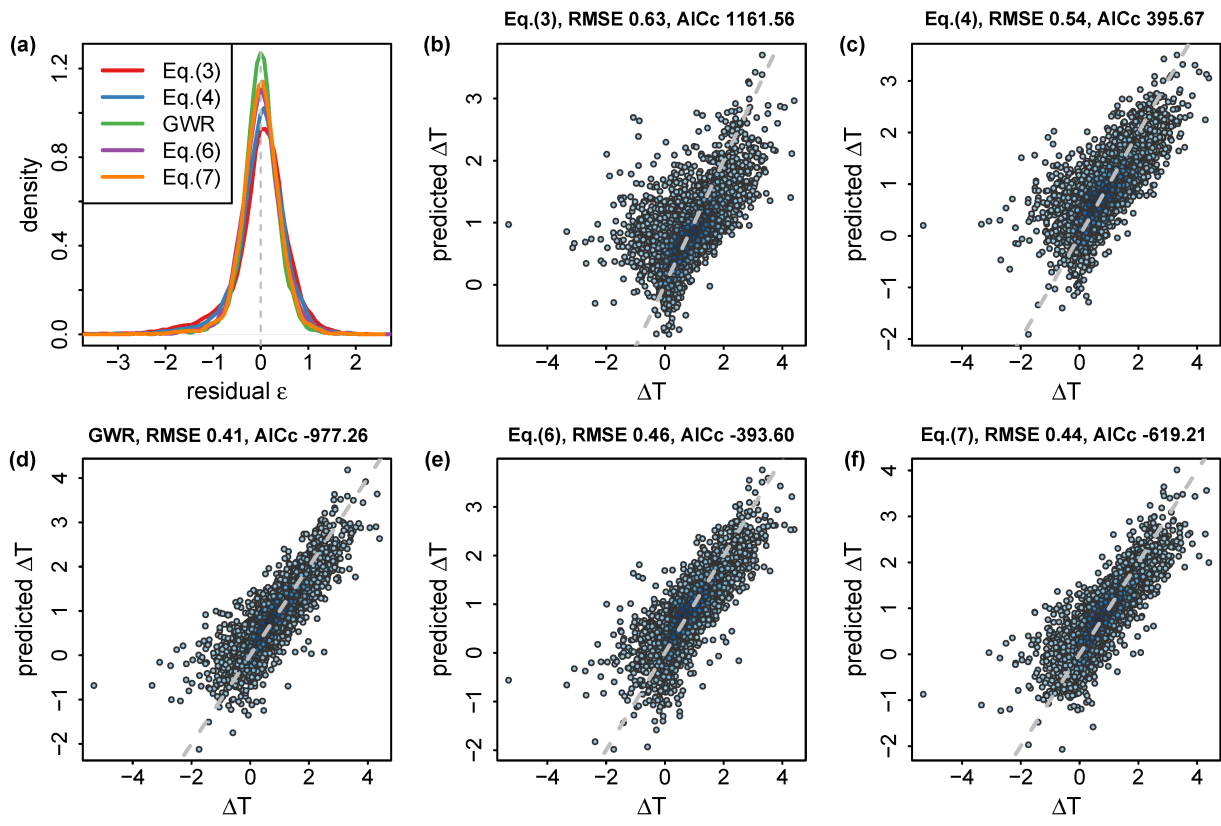 (a)
Eq.(3)
Eq.(4)
GWR
Eq.(6)
Eq.(7)
density
0.0 0.4 0.8 1.2
−3 −2 −1 0 1 2
residual ε
Eq.(3), RMSE 0.63, AICc 1161.56
(b)
predicted ΔT
0 1 2 3
−4 −2 0 2 4
ΔT
Eq.(4), RMSE 0.54, AICc 395.67
(c)
predicted ΔT
−2 −1 0 1 2 3
−4 −2 0 2 4
ΔT
GWR, RMSE 0.41, AICc -977.26
(d)
predicted ΔT
−2 −1 0 1 2 3 4
−4 −2 0 2 4
ΔT
Eq.(6), RMSE 0.46, AICc -393.60
(e)
predicted ΔT
−2 −1 0 1 2 3
−4 −2 0 2 4
ΔT
Eq.(7), RMSE 0.44, AICc -619.21
(f)
predicted ΔT
−2 −1 0 1 2 3 4
−4 −2 0 2 4
ΔT